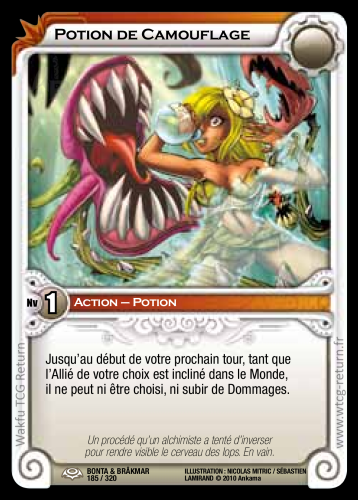 POTION DE CAMOUFLAGE
Nv 1 ACTION – POTION
Jusqu'au début de votre prochain tour, tant que
l'Allié de votre choix est incliné dans le Monde,
il ne peut ni être choisi, ni subir de Dommages.
Un procédé qu'un alchimiste a tenté d'inverser
pour rendre visible le cerveau des Iops. En vain.
BONTA & BRÂKMAR
185 / 320
ILLUSTRATION : NICOLAS MITRIC / SÉBASTIEN
LAMIRAND © 2010 Ankama
Wakfu TCG Return
www.wtcg-return.fr